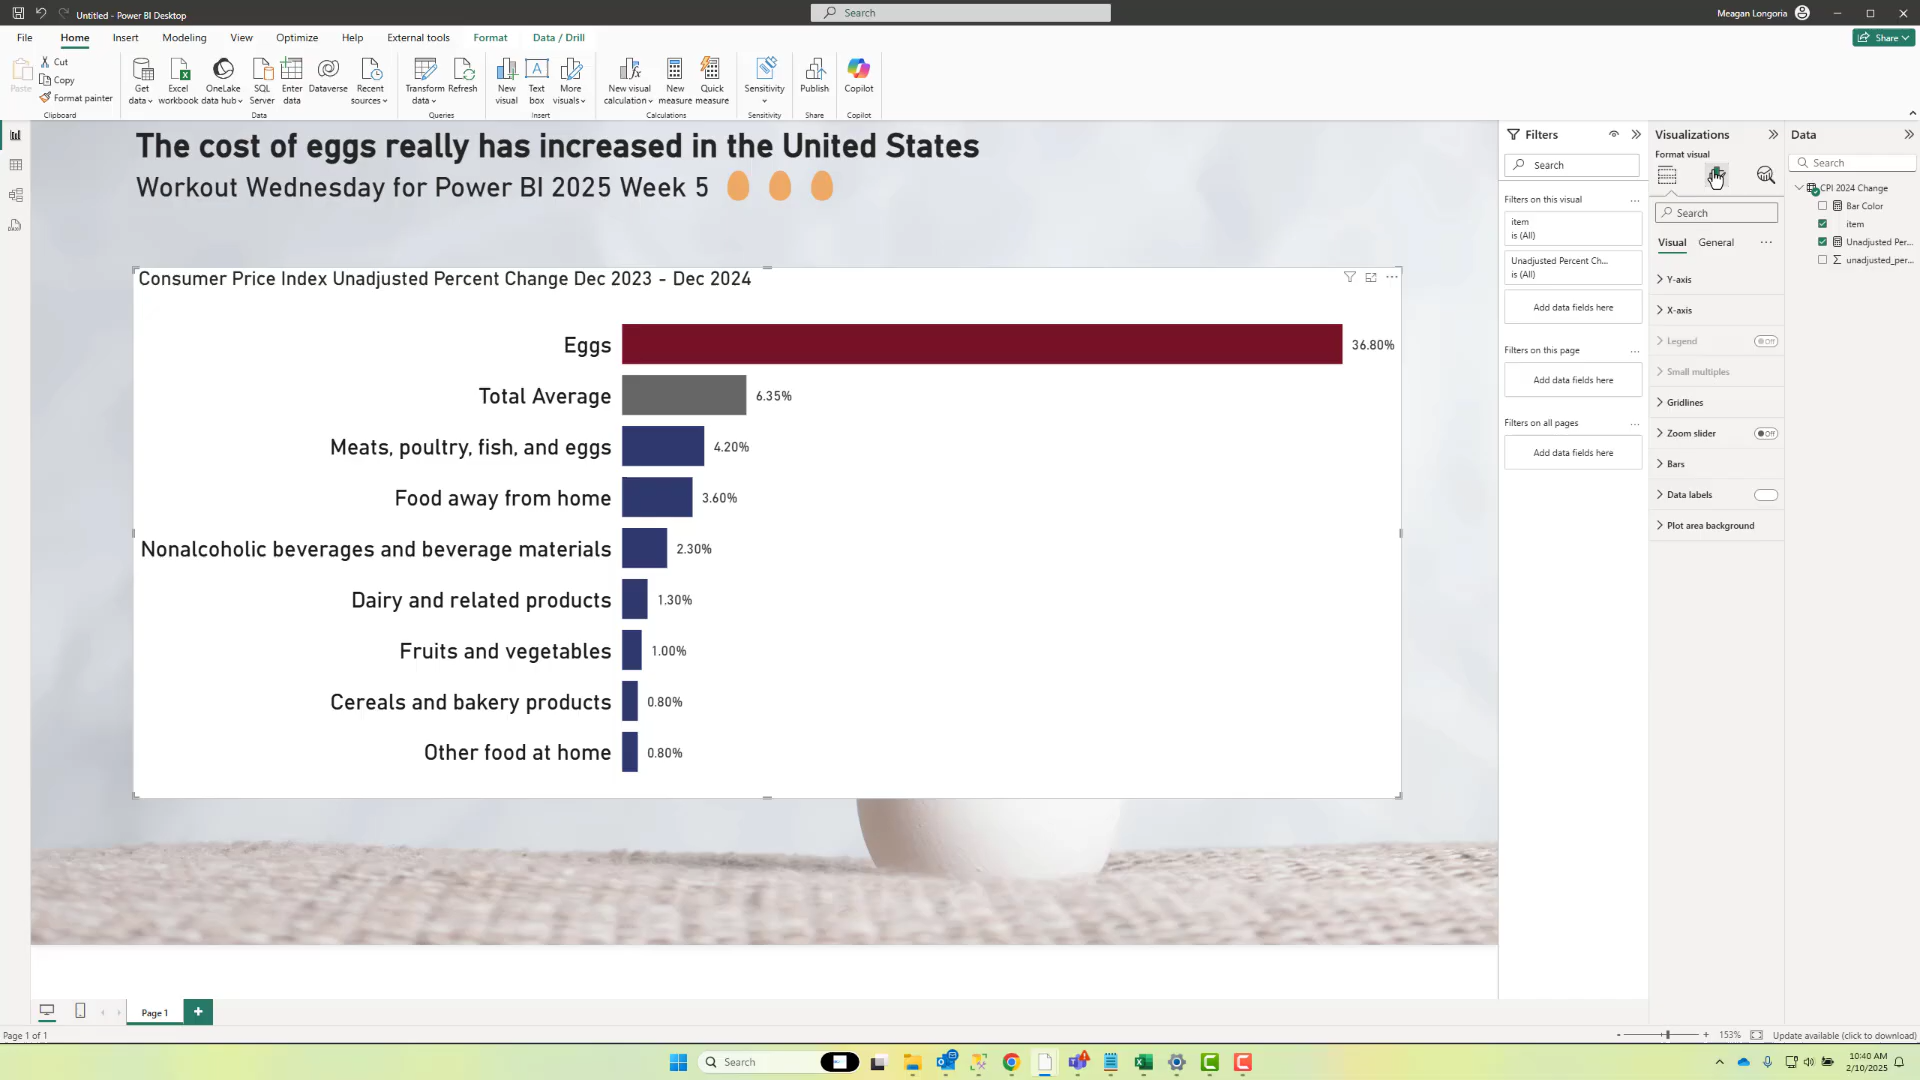 Untitled - Power BI Desktop
Search
Meagan Longoria
File Home Insert Modeling View Optimize Help External tools Format Data / Drill
Share
Paste
Cut
Copy
Format painter
Get data
Excel workbook
OneLake data hub
SQL Server
Enter data
Dataverse
Recent sources
Transform data
Refresh
New visual
Text box
More visuals
New visual calculation
New measure
Quick measure
Sensitivity
Publish
Copilot
Clipboard
Data
Queries
Insert
Calculations
Sensitivity
Share
Copilot
The cost of eggs really has increased in the United States
Workout Wednesday for Power BI 2025 Week 5
Consumer Price Index Unadjusted Percent Change Dec 2023 - Dec 2024
Eggs 36.80%
Total Average 6.35%
Meats, poultry, fish, and eggs 4.20%
Food away from home 3.60%
Nonalcoholic beverages and beverage materials 2.30%
Dairy and related products 1.30%
Fruits and vegetables 1.00%
Cereals and bakery products 0.80%
Other food at home 0.80%
Filters
Search
Filters on this visual
item
is (All)
Unadjusted Percent Ch...
is (All)
Add data fields here
Filters on this page
Add data fields here
Filters on all pages
Add data fields here
Visualizations
Format visual
Search
Visual General
Y-axis
X-axis
Legend Off
Small multiples
Gridlines
Zoom slider Off
Bars
Data labels
Plot area background
Data
Search
CPI 2024 Change
Bar Color
item
Unadjusted Per...
unadjusted_per...
Page 1
Page 1 of 1
153%
Update available (click to download)
Search
10:40 AM
2/10/2025